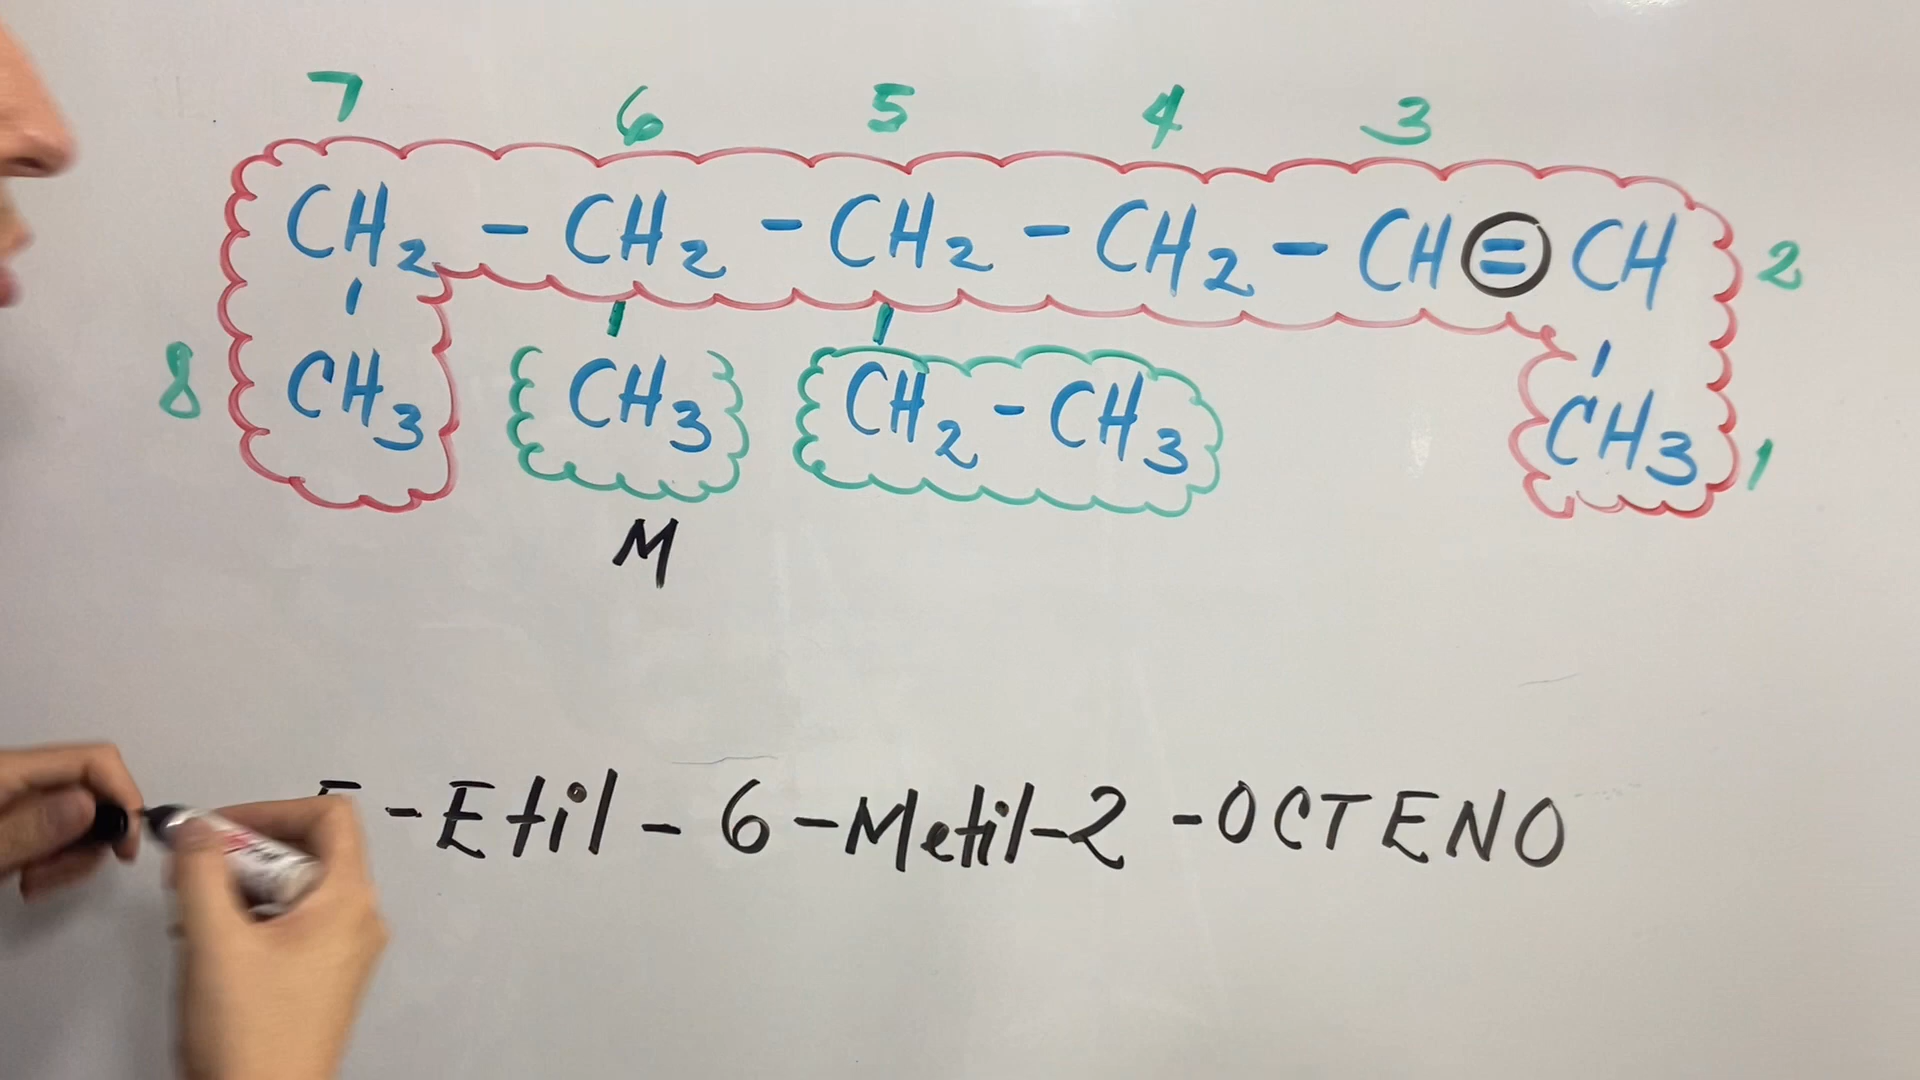 7 6 5 4 3
CH2 - CH2 - CH2 - CH2 - CH = CH 2
8 CH3 CH3 CH2 - CH3 CH3 1
M
-Etil - 6 -Metil-2 -OCTENO